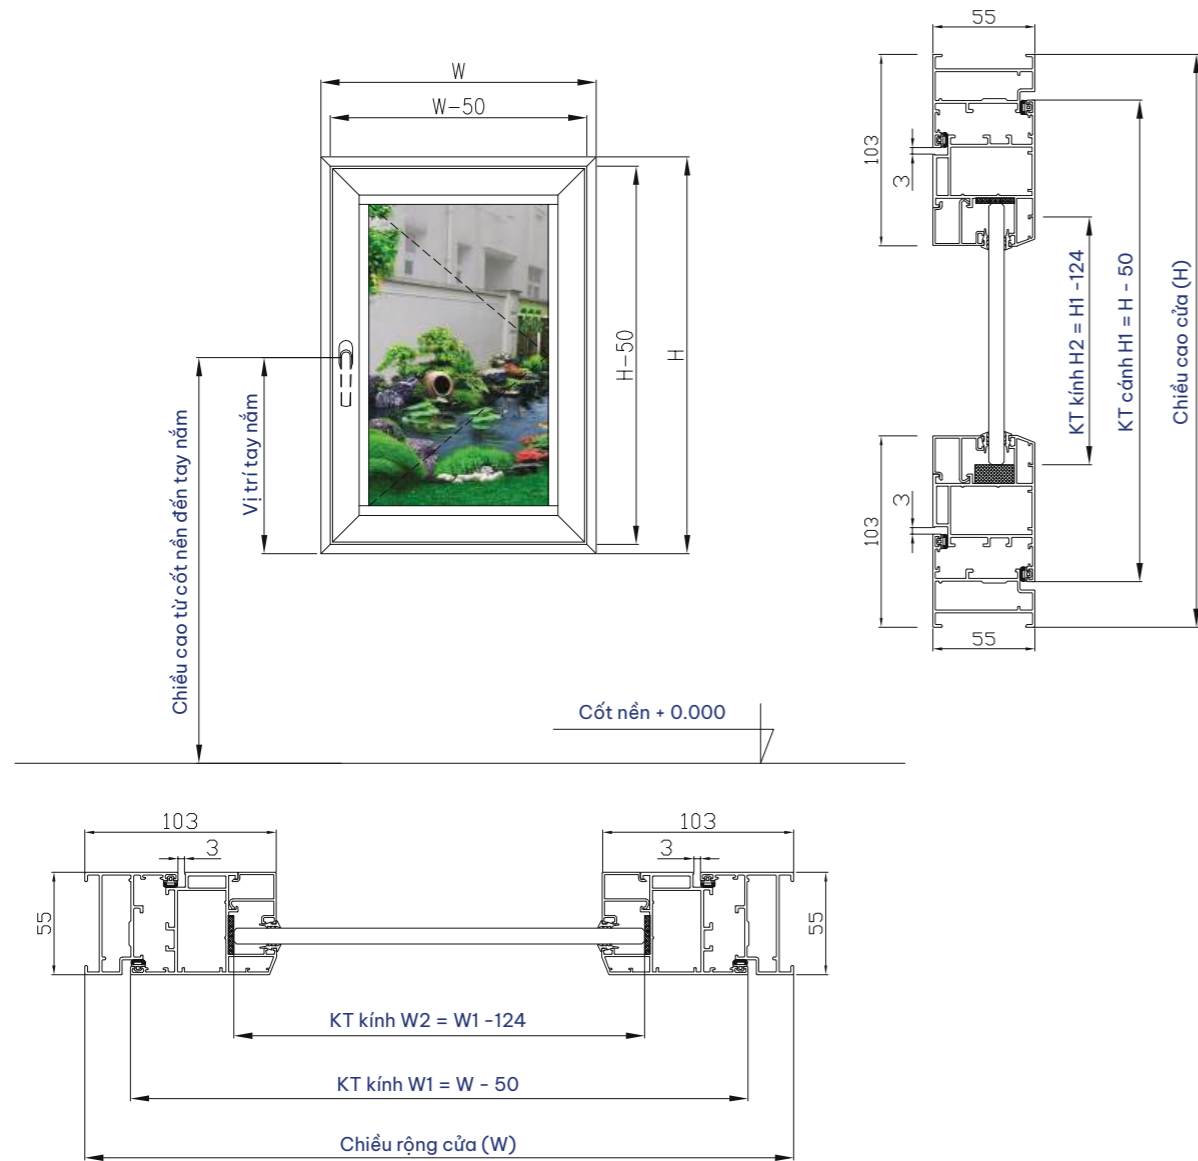 W
W-50
H-50
H
Vị trí tay nắm
Chiều cao từ cốt nền đến tay nắm
Cốt nền + 0.000
55
103
3
KT kính H2 = H1 -124
KT cánh H1 = H - 50
Chiều cao cửa (H)
3
103
55
103
3
55
103
3
55
KT kính W2 = W1 -124
KT kính W1 = W - 50
Chiều rộng cửa (W)